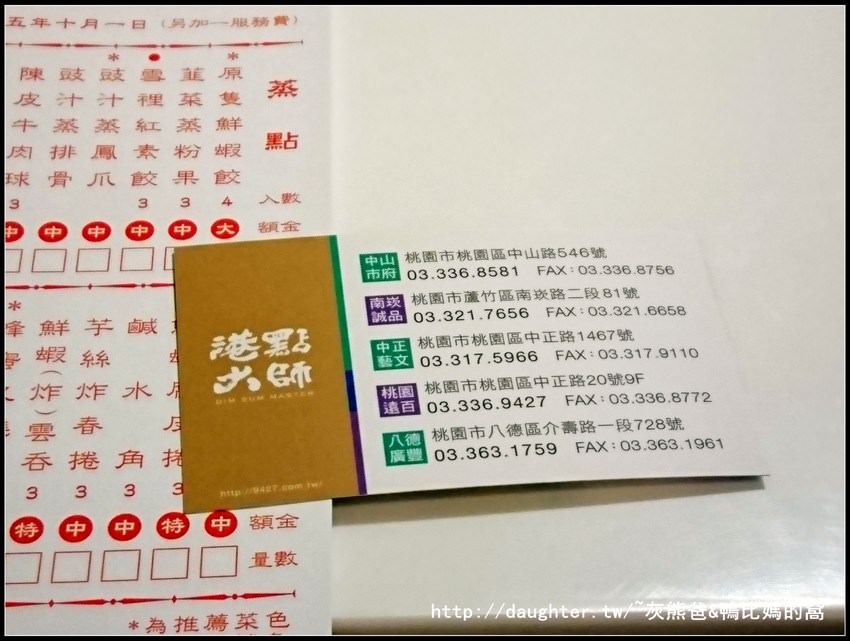 五年十月一日(另加一服務費)
蒸點
原隻鮮蝦餃
韮菜蒸粉果
雪裡紅素餃
豉汁蒸鳳爪
豉汁蒸排骨
陳皮牛肉球
入數
4
3
3
3
額金
大
中
中
中
中
中
港點
大師
DIM SUM MASTER
http://9427.com.tw/
中山
市府
桃園市桃園區中山路546號
03.336.8581 FAX:03.336.8756
南崁
誠品
桃園市蘆竹區南崁路二段81號
03.321.7656 FAX:03.321.6658
中正
藝文
桃園市桃園區中正路1467號
03.317.5966 FAX:03.317.9110
桃園
遠百
桃園市桃園區中正路20號9F
03.336.9427 FAX:03.336.8772
八德
廣豐
桃園市八德區介壽路一段728號
03.363.1759 FAX:03.363.1961
鹹水角
芋絲炸春捲
鮮蝦(炸)雲吞
3
3
3
3
額金
中
特
中
中
特
量數
*為推薦菜色
http://daughter.tw/~灰熊爸&鴨比媽的窩